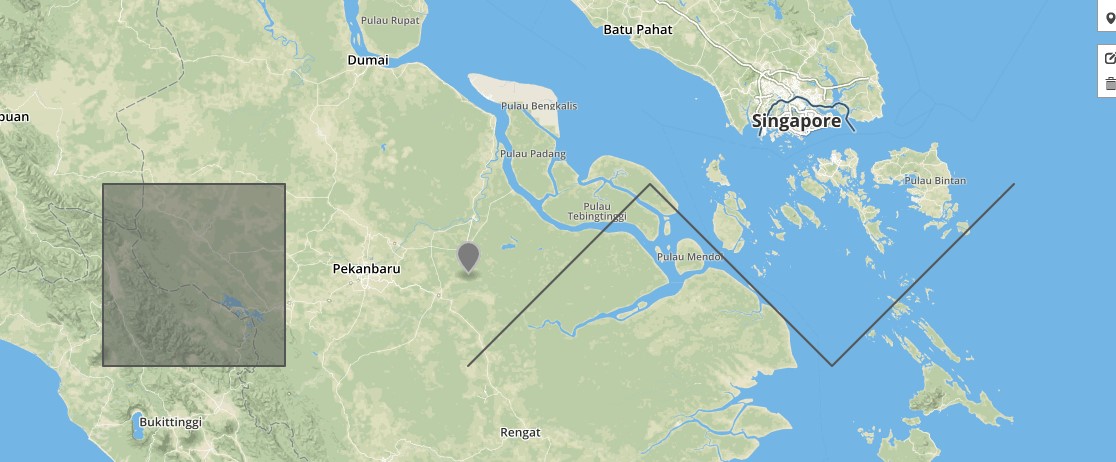 Pulau Rupat
Batu Pahat
Dumai
Pulau Bengkalis
puan
Singapore
Pulau Padang
Pulau Bintan
Pulau
Tebingtinggi
Pulau Mendol
Pekanbaru
Bukittinggi
Rengat